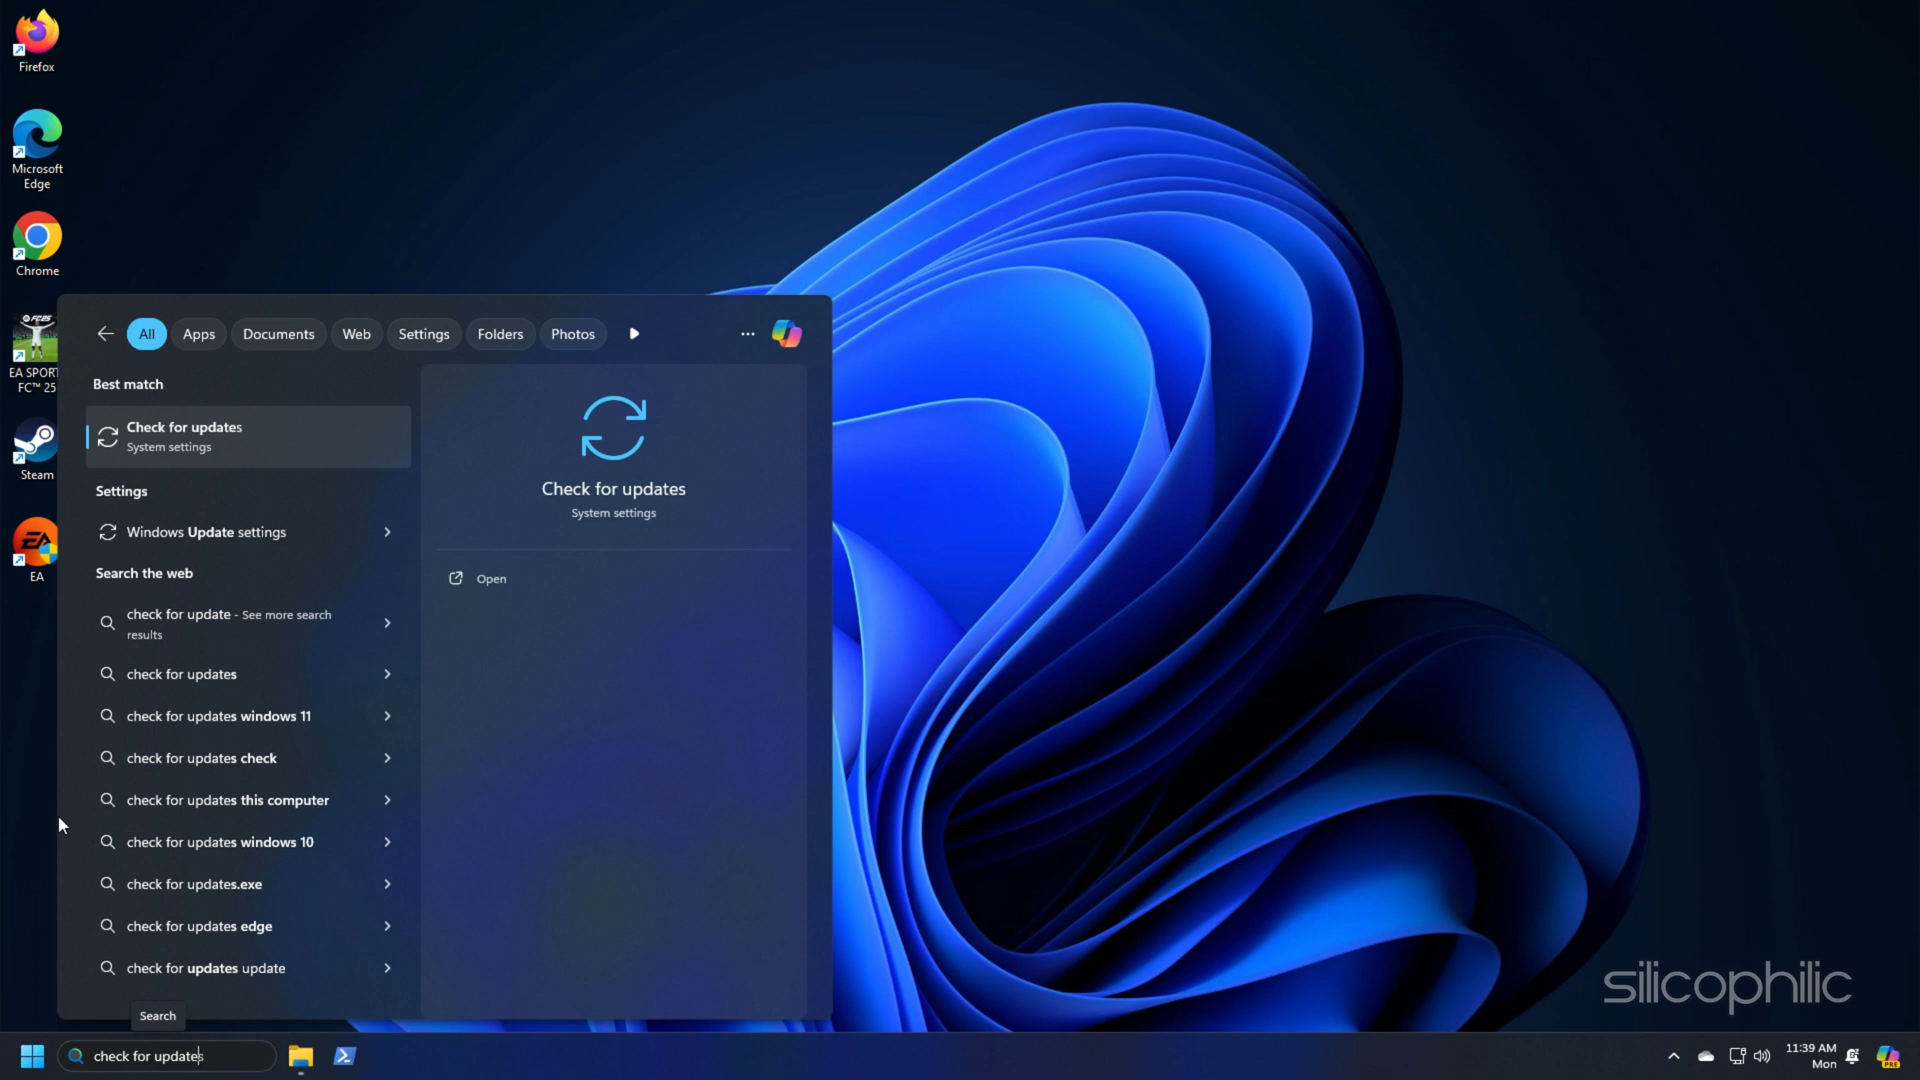 Firefox
Microsoft
Edge
Chrome
FC25
EA SPORT
FC™ 25
Steam
EA
EA
All
Apps
Documents
Web
Settings
Folders
Photos
Best match
Check for updates
System settings
Settings
Windows Update settings
Search the web
check for update - See more search
results
check for updates
check for updates windows 11
check for updates check
check for updates this computer
check for updates windows 10
check for updates.exe
check for updates edge
check for updates update
Check for updates
System settings
Open
Search
check for updates
silicophilic
11:39 AM
Mon
PRE